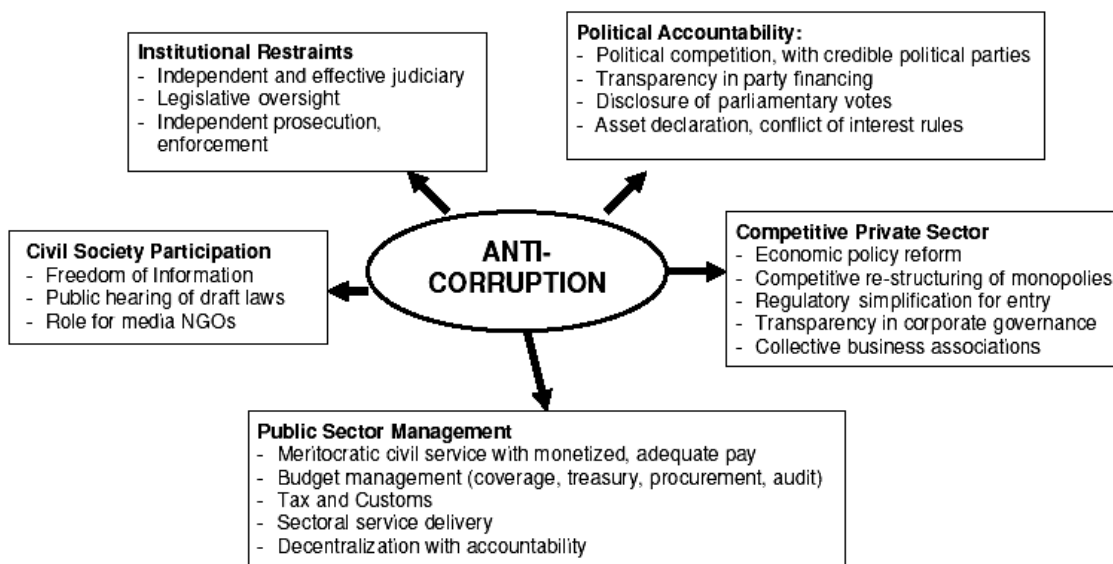 Institutional Restraints
- Independent and effective judiciary
- Legislative oversight
- Independent prosecution,
enforcement
Political Accountability:
- Political competition, with credible political parties
- Transparency in party financing
- Disclosure of parliamentary votes
- Asset declaration, conflict of interest rules
Civil Society Participation
- Freedom of Information
- Public hearing of draft laws
- Role for media NGOs
ANTI-
CORRUPTION
Competitive Private Sector
- Economic policy reform
- Competitive re-structuring of monopolies
- Regulatory simplification for entry
- Transparency in corporate governance
- Collective business associations
Public Sector Management
- Meritocratic civil service with monetized, adequate pay
- Budget management (coverage, treasury, procurement, audit)
- Tax and Customs
- Sectoral service delivery
- Decentralization with accountability